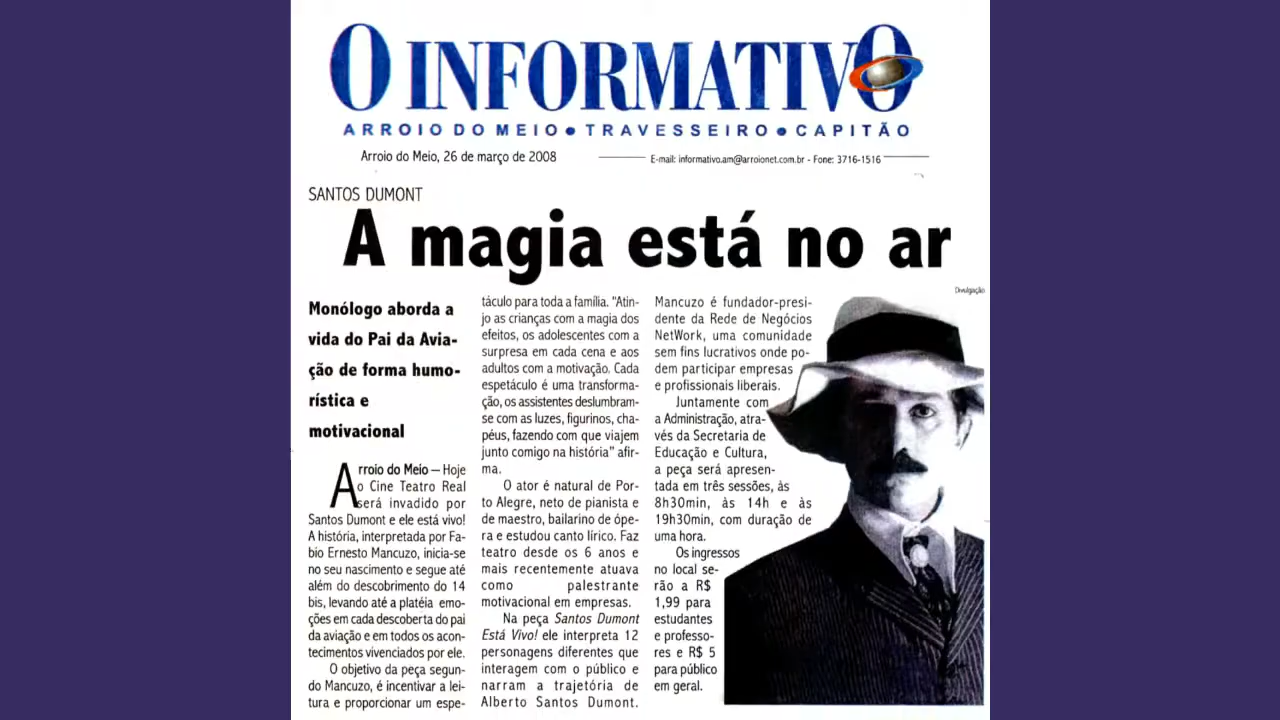 O INFORMATIVO
ARROIO DO MEIO • TRAVESSEIRO • CAPITÃO
Arroio do Meio, 26 de março de 2008
E-mail: informativo.am@arroionet.com.br - Fone: 3716-1516
SANTOS DUMONT
A magia está no ar
Divulgação
Monólogo aborda a
vida do Pai da Avia-
ção de forma humo-
rística e
motivacional
Arroio do Meio – Hoje
o Cine Teatro Real
será invadido por
Santos Dumont e ele está vivo!
A história, interpretada por Fa-
bio Ernesto Mancuzo, inicia-se
no seu nascimento e segue até
além do descobrimento do 14
bis, levando até a platéia emo-
ções em cada descoberta do pai
da aviação e em todos os acon-
tecimentos vivenciados por ele.
O objetivo da peça segun-
do Mancuzo, é incentivar a lei-
tura e proporcionar um espe-
táculo para toda a família. “Atin-
jo as crianças com a magia dos
efeitos, os adolescentes com a
surpresa em cada cena e aos
adultos com a motivação. Cada
espetáculo é uma transforma-
ção, os assistentes deslumbram-
se com as luzes, figurinos, cha-
péus, fazendo com que viajem
junto comigo na história” afir-
ma.
O ator é natural de Por-
to Alegre, neto de pianista e
de maestro, bailarino de ópe-
ra e estudou canto lírico. Faz
teatro desde os 6 anos e
mais recentemente atuava
como palestrante
motivacional em empresas.
Na peça Santos Dumont
Está Vivo! ele interpreta 12
personagens diferentes que
interagem com o público e
narram a trajetória de
Alberto Santos Dumont.
Mancuzo é fundador-presi-
dente da Rede de Negócios
NetWork, uma comunidade
sem fins lucrativos onde po-
dem participar empresas
e profissionais liberais.
Juntamente com
a Administração, atra-
vés da Secretaria de
Educação e Cultura,
a peça será apresen-
tada em três sessões, às
8h30min, às 14h e às
19h30min, com duração de
uma hora.
Os ingressos
no local se-
rão a R$
1,99 para
estudantes
e professo-
res e R$ 5
para público
em geral.